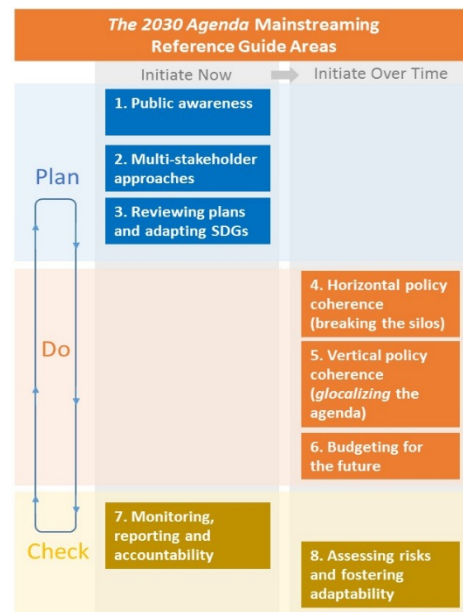 The 2030 Agenda Mainstreaming
Reference Guide Areas
Initiate Now
Initiate Over Time
Plan
1. Public awareness
2. Multi-stakeholder
approaches
3. Reviewing plans
and adapting SDGs
Do
4. Horizontal policy
coherence
(breaking the silos)
5. Vertical policy
coherence
(glocalizing the
agenda)
6. Budgeting for
the future
Check
7. Monitoring,
reporting and
accountability
8. Assessing risks
and fostering
adaptability